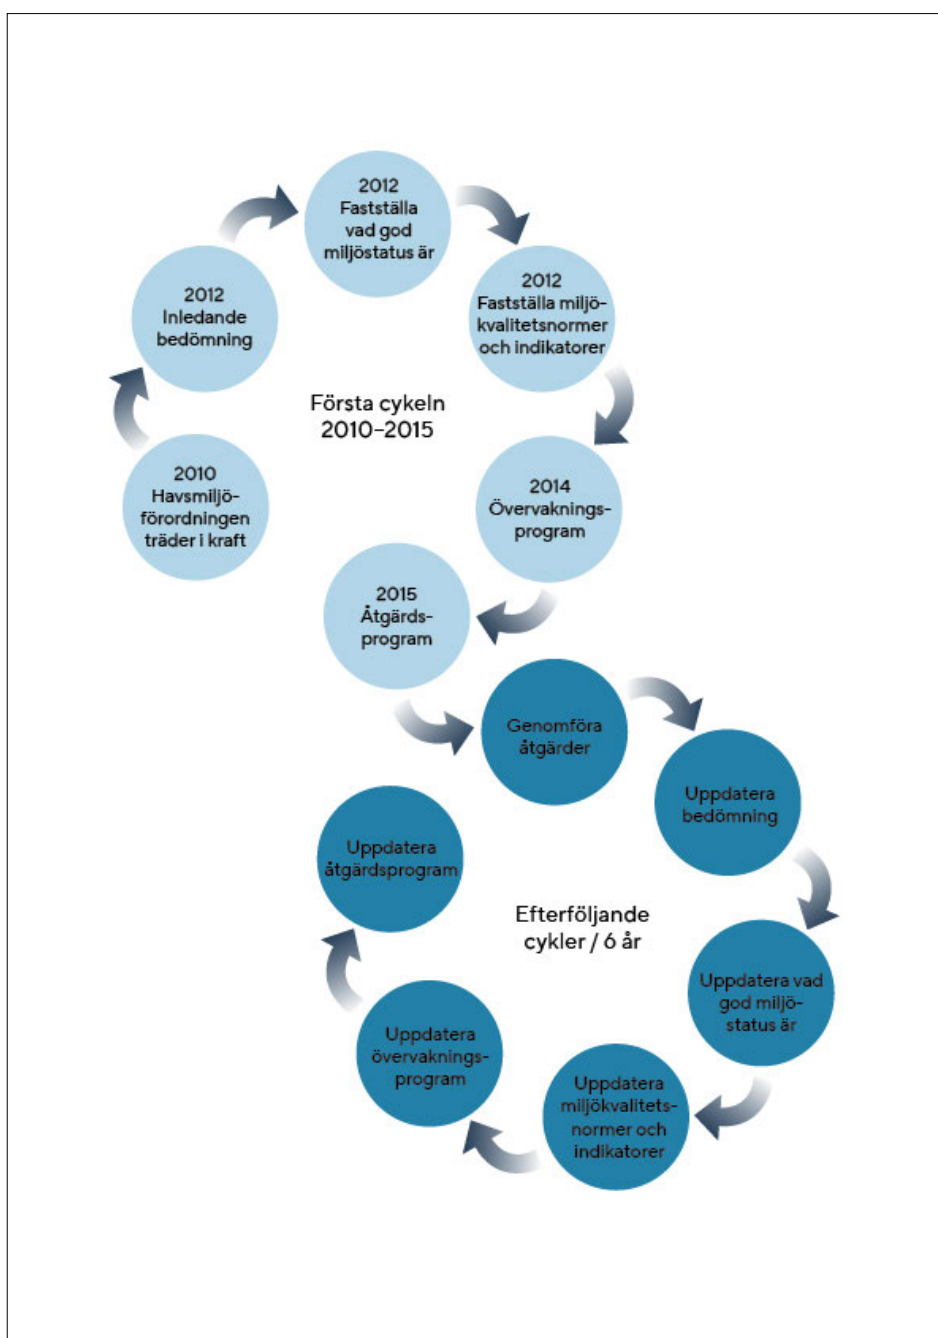 2010
Havsmiljö-
förordningen
träder i kraft
2012
Inledande
bedömning
2012
Fastställa
vad god
miljöstatus är
2012
Fastställa miljö-
kvalitetsnormer
och indikatorer
Första cykeln
2010–2015
2014
Övervaknings-
program
2015
Åtgärds-
program
Genomföra
åtgärder
Uppdatera
bedömning
Uppdatera vad
god miljö-
status är
Uppdatera
miljökvalitets-
normer och
indikatorer
Uppdatera
övervaknings-
program
Uppdatera
åtgärdsprogram
Efterföljande
cykler / 6 år